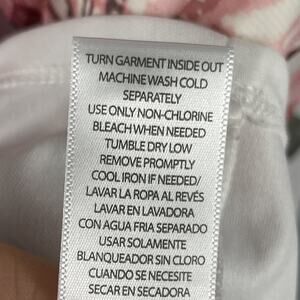 TURN GARMENT INSIDE OUT
MACHINE WASH COLD
SEPARATELY
USE ONLY NON-CHLORINE
BLEACH WHEN NEEDED
TUMBLE DRY LOW
REMOVE PROMPTLY
COOL IRON IF NEEDED/
LAVAR LA ROPA AL REVÉS
LAVAR EN LAVADORA
CON AGUA FRIA SEPARADO
USAR SOLAMENTE
BLANQUEADOR SIN CLORO
CUANDO SE NECESITE
SECAR EN SECADORA